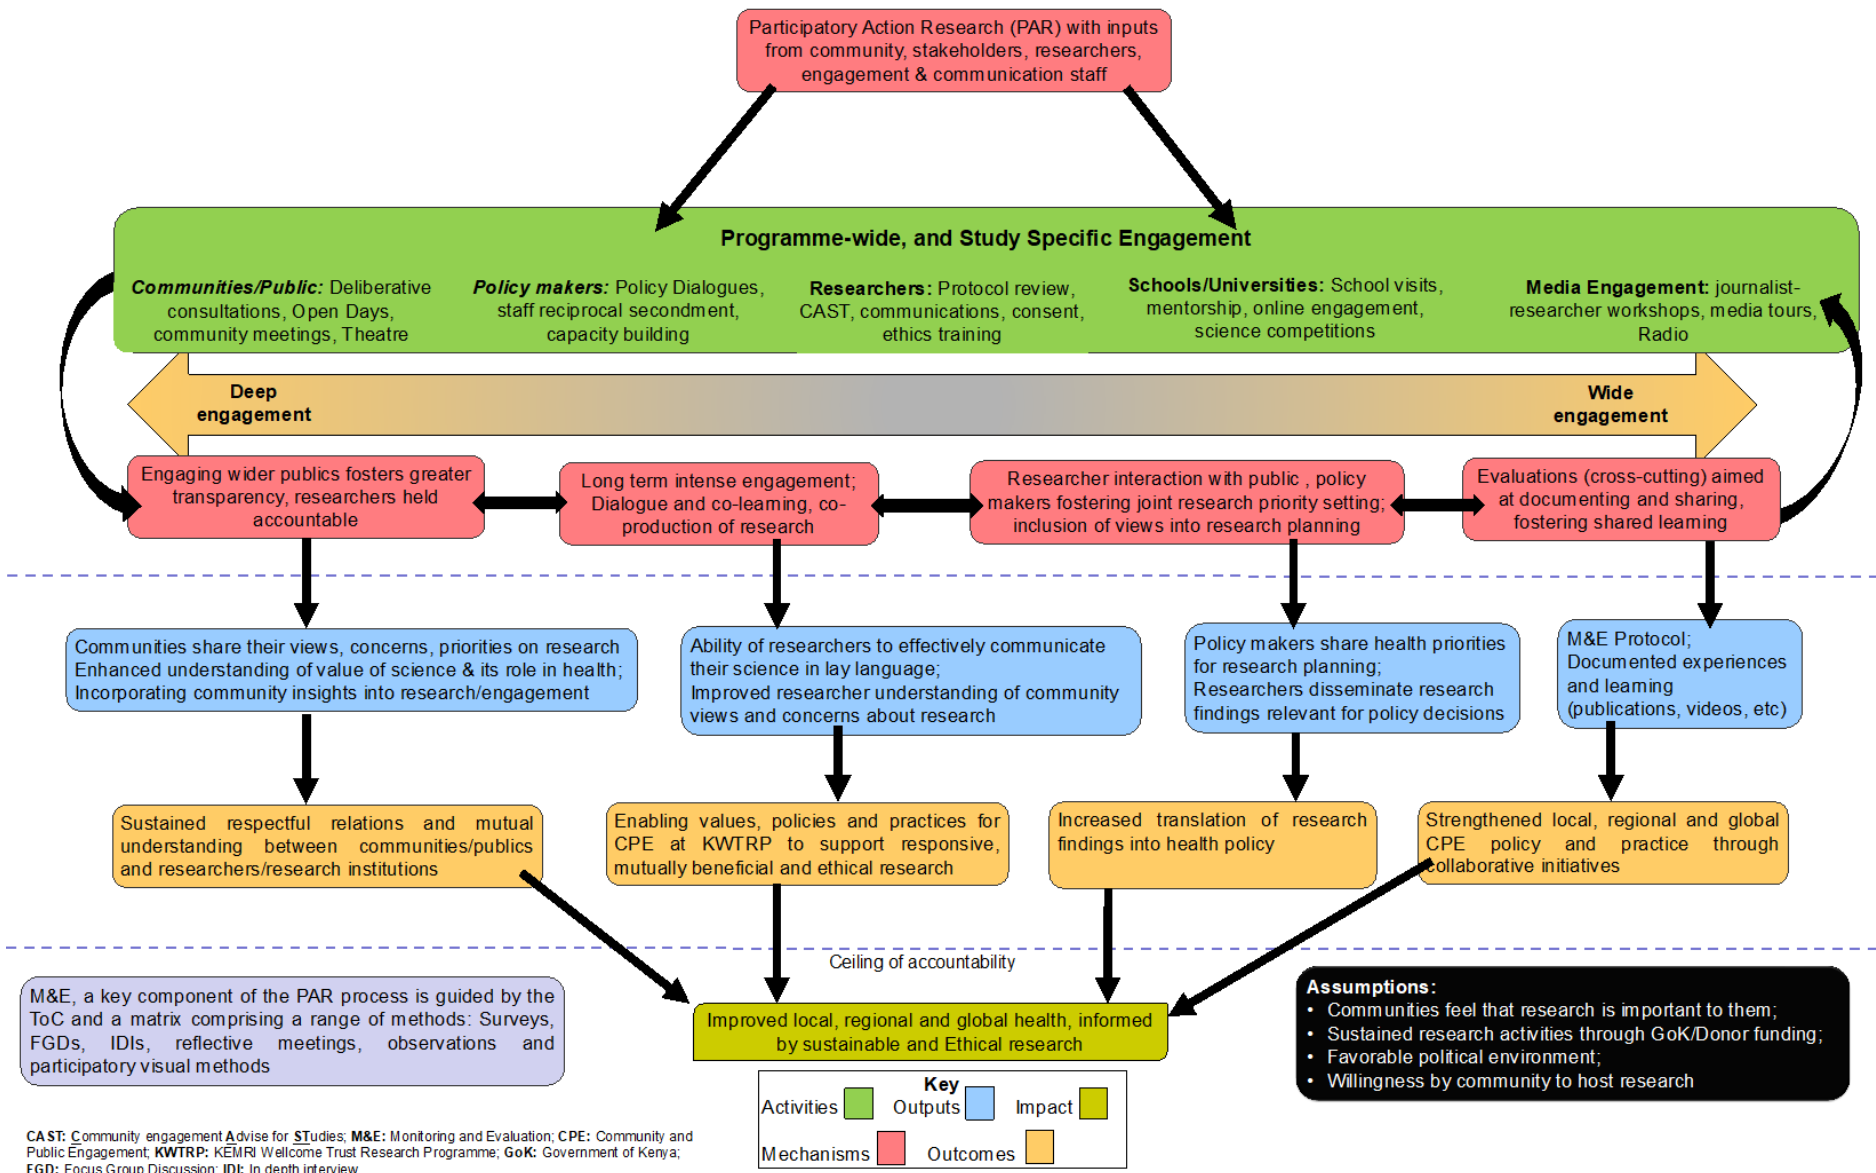 Participatory Action Research (PAR) with inputs
from community, stakeholders, researchers,
engagement & communication staff
Programme-wide, and Study Specific Engagement
Communities/Public: Deliberative
consultations, Open Days,
community meetings, Theatre
Policy makers: Policy Dialogues,
staff reciprocal secondment,
capacity building
Researchers: Protocol review,
CAST, communications, consent,
ethics training
Schools/Universities: School visits,
mentorship, online engagement,
science competitions
Media Engagement: journalist-
researcher workshops, media tours,
Radio
Deep
engagement
Wide
engagement
Engaging wider publics fosters greater
transparency, researchers held
accountable
Long term intense engagement;
Dialogue and co-learning, co-
production of research
Researcher interaction with public , policy
makers fostering joint research priority setting;
inclusion of views into research planning
Evaluations (cross-cutting) aimed
at documenting and sharing,
fostering shared learning
Communities share their views, concerns, priorities on research
Enhanced understanding of value of science & its role in health;
Incorporating community insights into research/engagement
Ability of researchers to effectively communicate
their science in lay language;
Improved researcher understanding of community
views and concerns about research
Policy makers share health priorities
for research planning;
Researchers disseminate research
findings relevant for policy decisions
M&E Protocol;
Documented experiences
and learning
(publications, videos, etc)
Sustained respectful relations and mutual
understanding between communities/publics
and researchers/research institutions
Enabling values, policies and practices for
CPE at KWTRP to support responsive,
mutually beneficial and ethical research
Increased translation of research
findings into health policy
Strengthened local, regional and global
CPE policy and practice through
collaborative initiatives
Ceiling of accountability
M&E, a key component of the PAR process is guided by the
ToC and a matrix comprising a range of methods: Surveys,
FGDs, IDIs, reflective meetings, observations and
participatory visual methods
Improved local, regional and global health, informed
by sustainable and Ethical research
Assumptions:
• Communities feel that research is important to them;
• Sustained research activities through GoK/Donor funding;
• Favorable political environment;
• Willingness by community to host research
Key
Activities Outputs Impact
Mechanisms Outcomes
CAST: Community engagement Advise for STudies; M&E: Monitoring and Evaluation; CPE: Community and
Public Engagement; KWTRP: KEMRI Wellcome Trust Research Programme; GoK: Government of Kenya;
FGD: Focus Group Discussion; IDI: In depth interview